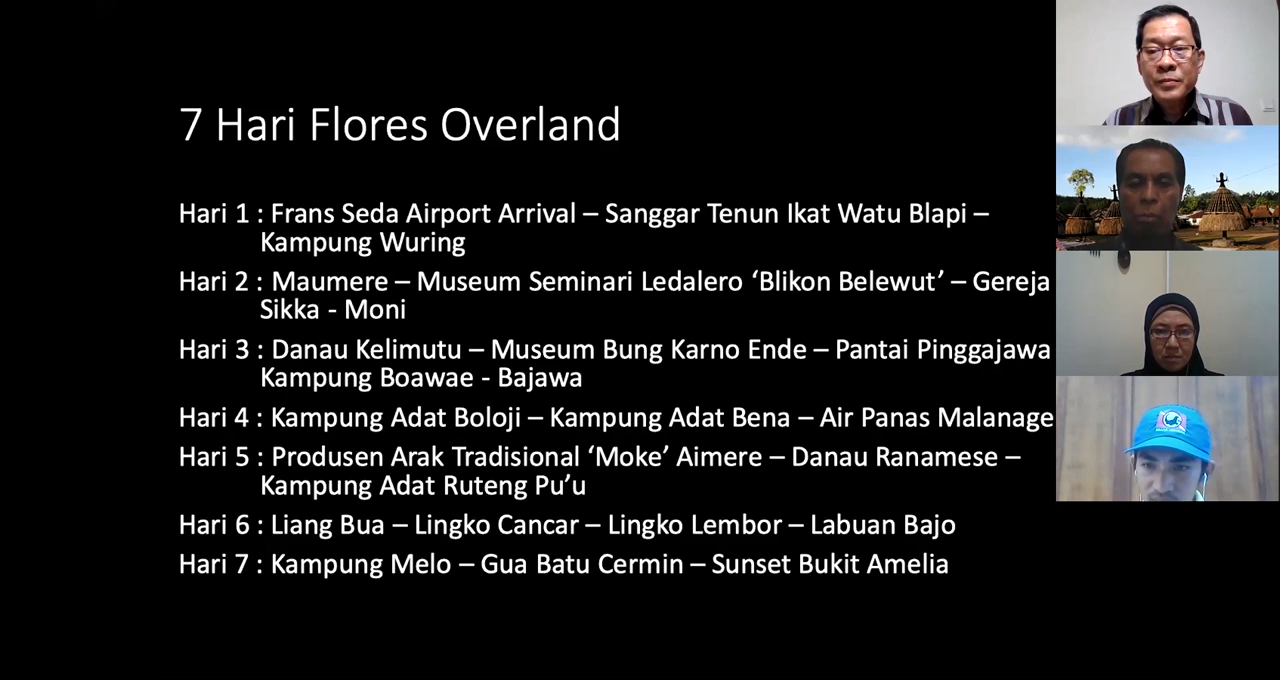 7 Hari Flores Overland
Hari 1 : Frans Seda Airport Arrival – Sanggar Tenun Ikat Watu Blapi –
Kampung Wuring
Hari 2 : Maumere – Museum Seminari Ledalero ‘Blikon Belewut’ – Gereja
Sikka - Moni
Hari 3 : Danau Kelimutu – Museum Bung Karno Ende – Pantai Pinggajawa
Kampung Boawae - Bajawa
Hari 4 : Kampung Adat Boloji – Kampung Adat Bena – Air Panas Malanage
Hari 5 : Produsen Arak Tradisional ‘Moke’ Aimere – Danau Ranamese –
Kampung Adat Ruteng Pu’u
Hari 6 : Liang Bua – Lingko Cancar – Lingko Lembor – Labuan Bajo
Hari 7 : Kampung Melo – Gua Batu Cermin – Sunset Bukit Amelia